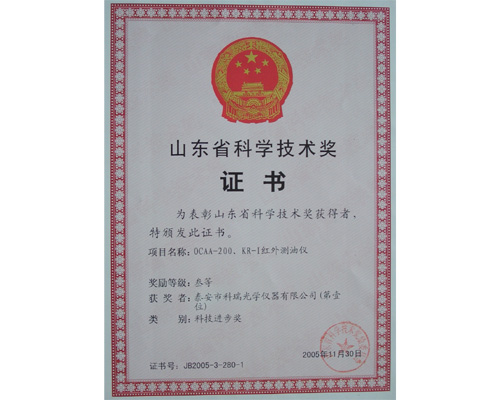 山东省科学技术奖
证书
为表彰山东省科学技术奖获得者，
特颁发此证书。
项目名称：OCAA-200、KR-I红外测油仪
奖励等级：叁等
获奖者：泰安市科瑞光学仪器有限公司(第壹
位)
类别：科技进步奖
证书号：JB2005-3-280-1
2005年11月30日